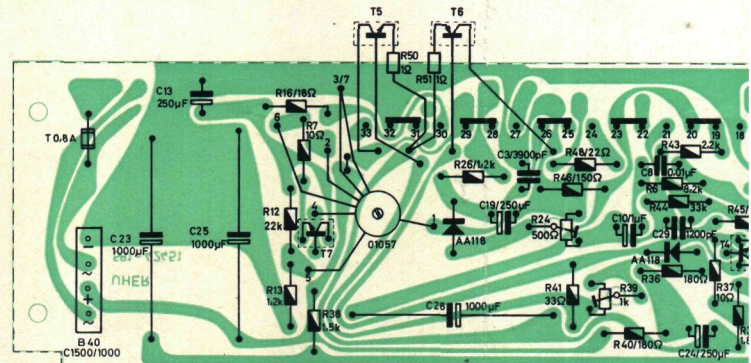 T5
T6
R50
1Ω
R51 1Ω
C13
250µF
R16/18Ω
3/7
T 0,8A
6
R7
10Ω
2
33
32
31
30
29
28
27
26
25
24
23
22
21
20
19
18
R43
2,2k
C3/3900pF
R48/22Ω
R26/1,2k
R46/150Ω
C8
0,01µF
R6
8,2k
R44
33k
R12
22k
4
C19/250µF
R24
500Ω
C10/1µF
C29
1200pF
R45/
1
01057
AA118
T7
T4
C23
1000µF
C25
1000µF
5
AA118
R36
180Ω
R37
10Ω
UHER
R13
1,2k
R38
1,5k
C28
1000µF
R41
33Ω
R39
1k
B40
C1500/1000
R40/180Ω
C24/250µF